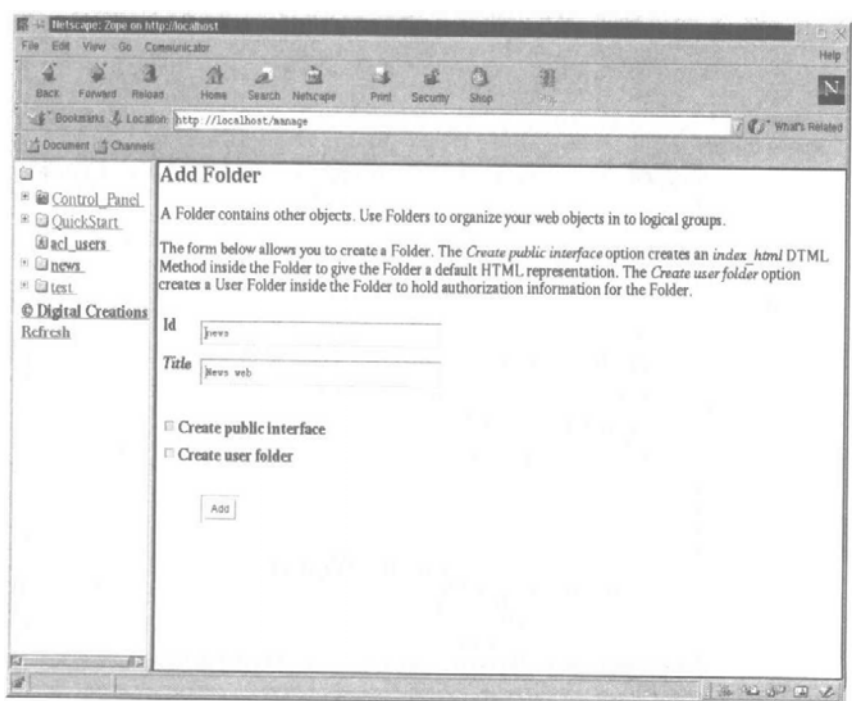 Netscape: Zope on http://localhost
File Edit View Go Communicator
Help
Back Forward Reload Home Search Netscape Print Security Shop
N
Bookmarks Location: http://localhost/manage
What's Related
Document Channels
Control_Panel
QuickStart
acl_users
news
test
© Digital Creations
Refresh
Add Folder
A Folder contains other objects. Use Folders to organize your web objects in to logical groups.
The form below allows you to create a Folder. The Create public interface option creates an index_html DTML
Method inside the Folder to give the Folder a default HTML representation. The Create user folder option
creates a User Folder inside the Folder to hold authorization information for the Folder.
Id
news
Title
News web
Create public interface
Create user folder
Add